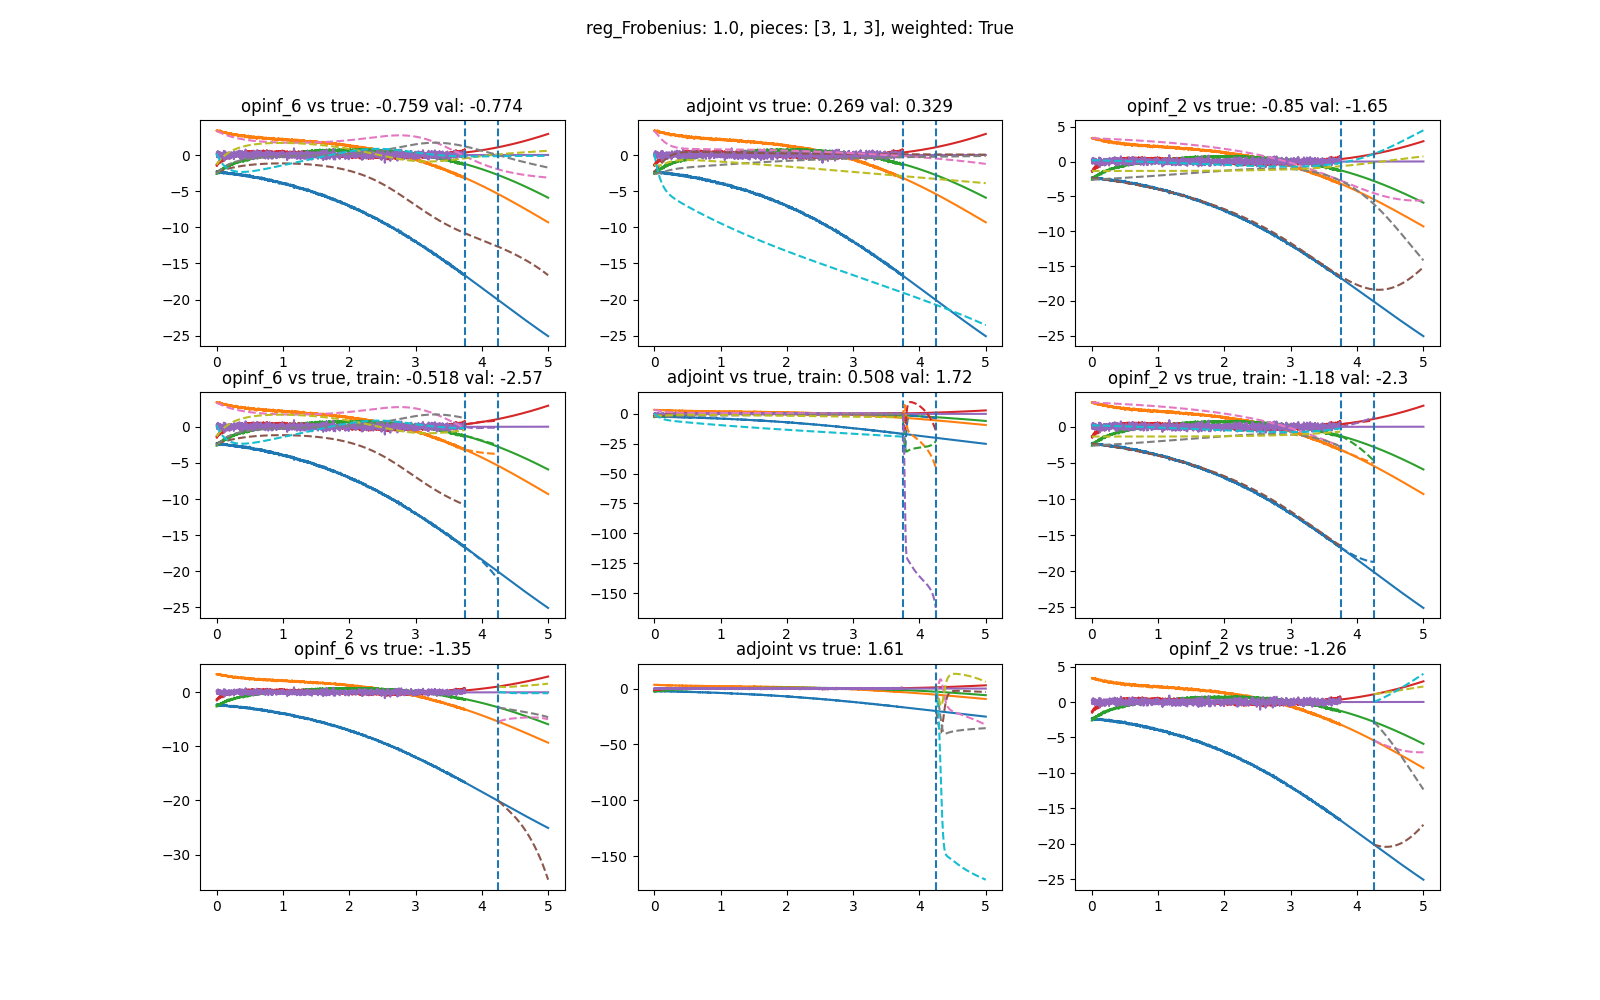 reg_Frobenius: 1.0, pieces: [3, 1, 3], weighted: True
opinf_6 vs true: -0.759 val: -0.774
adjoint vs true: 0.269 val: 0.329
opinf_2 vs true: -0.85 val: -1.65
0
−5
−10
−15
−20
−25
0 1 2 3 4 5
0
−5
−10
−15
−20
−25
0 1 2 3 4 5
5
0
−5
−10
−15
−20
−25
0 1 2 3 4 5
opinf_6 vs true, train: -0.518 val: -2.57
adjoint vs true, train: 0.508 val: 1.72
opinf_2 vs true, train: -1.18 val: -2.3
0
−5
−10
−15
−20
−25
0 1 2 3 4 5
0
−25
−50
−75
−100
−125
−150
0 1 2 3 4 5
0
−5
−10
−15
−20
−25
0 1 2 3 4 5
opinf_6 vs true: -1.35
adjoint vs true: 1.61
opinf_2 vs true: -1.26
0
−10
−20
−30
0 1 2 3 4 5
0
−50
−100
−150
0 1 2 3 4 5
5
0
−5
−10
−15
−20
−25
0 1 2 3 4 5